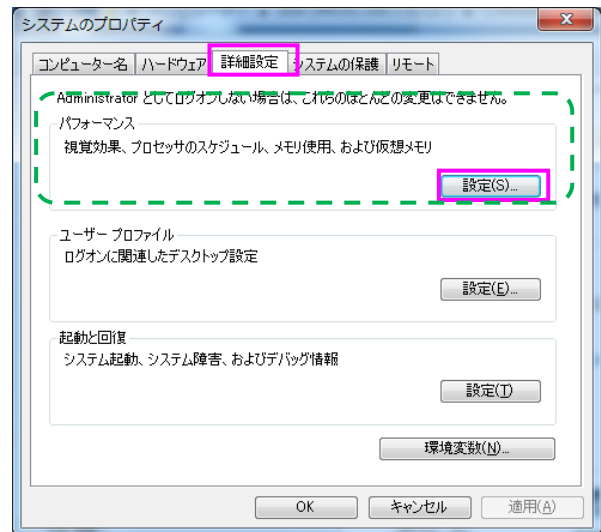 システムのプロパティ
コンピューター名 ハードウェア 詳細設定 システムの保護 リモート
Administrator としてログオンしない場合は、これらのほとんどの変更はできません。
パフォーマンス
視覚効果、プロセッサのスケジュール、メモリ使用、および仮想メモリ
設定(S)...
ユーザー プロファイル
ログオンに関連したデスクトップ設定
設定(E)...
起動と回復
システム起動、システム障害、およびデバッグ情報
設定(T)
環境変数(N)...
OK キャンセル 適用(A)